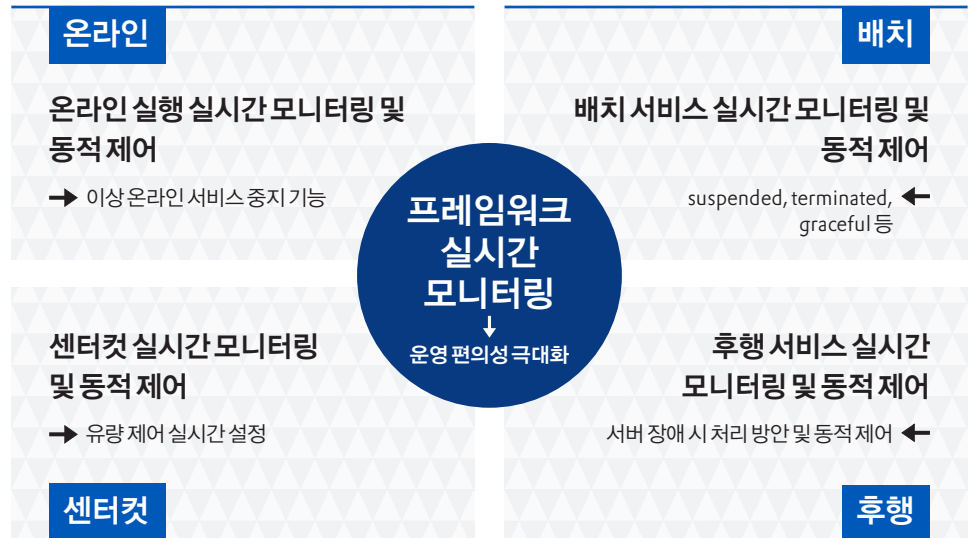 온라인
온라인 실행 실시간 모니터링 및
동적 제어
→ 이상 온라인 서비스 중지 기능
배치
배치 서비스 실시간 모니터링 및
동적 제어
suspended, terminated, ←
graceful 등
프레임워크
실시간
모니터링
↓
운영 편의성 극대화
센터컷 실시간 모니터링
및 동적 제어
→ 유량 제어 실시간 설정
센터컷
후행 서비스 실시간
모니터링 및 동적 제어
서버 장애 시 처리 방안 및 동적 제어 ←
후행